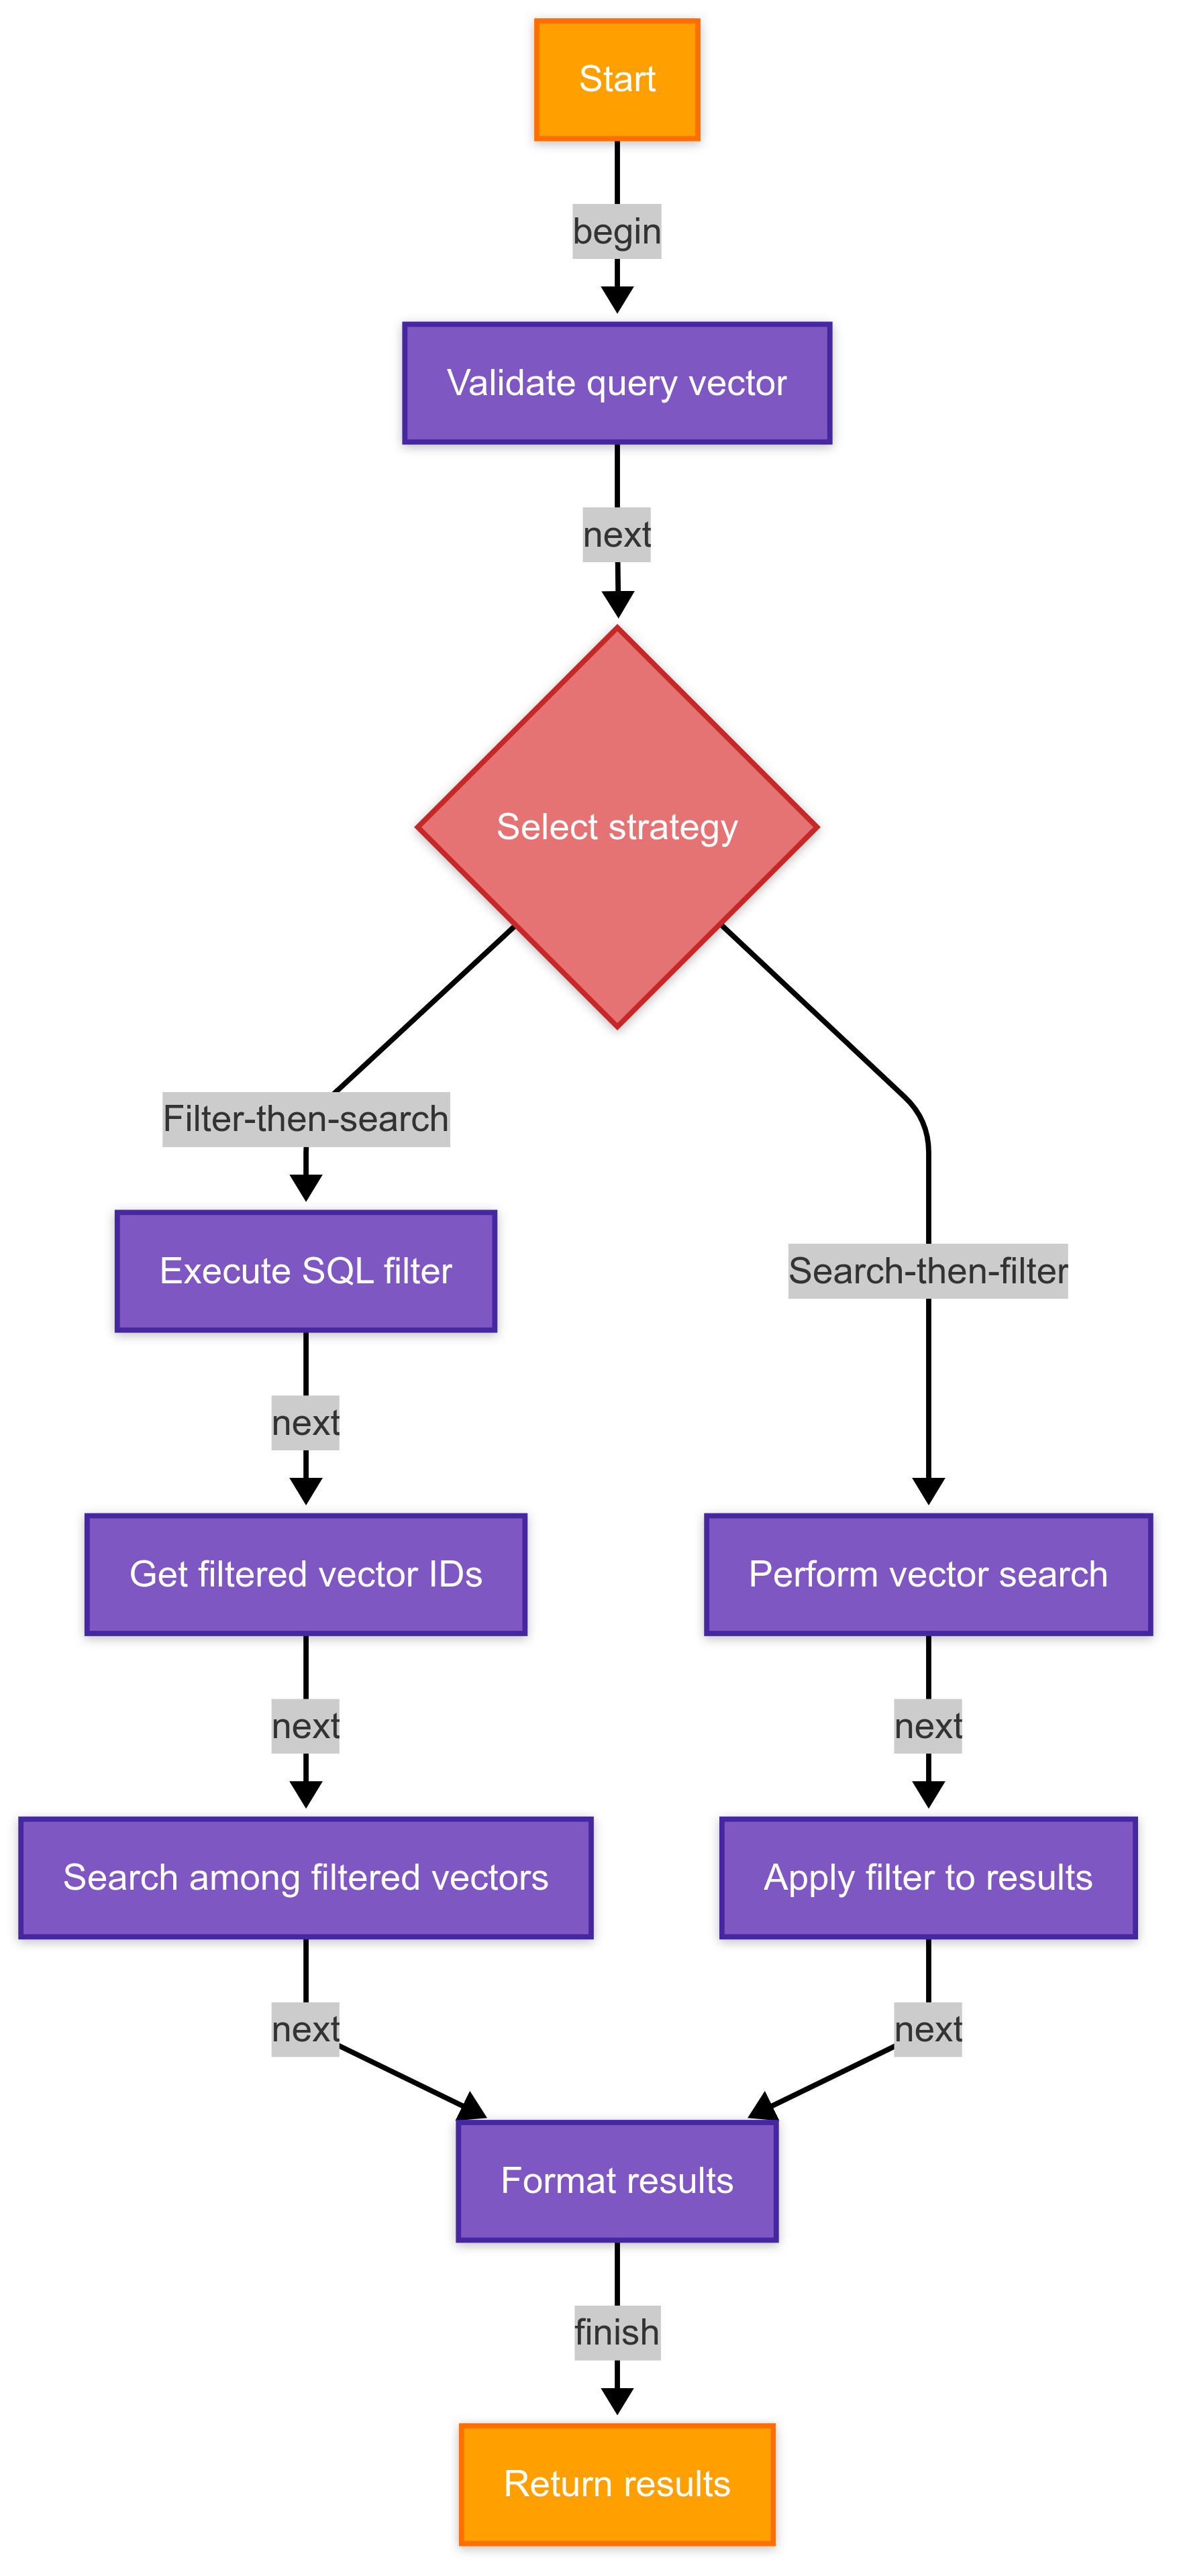 Start
begin
Validate query vector
next
Select strategy
Filter-then-search
Execute SQL filter
Search-then-filter
next
Get filtered vector IDs
Perform vector search
next
next
Search among filtered vectors
Apply filter to results
next
next
Format results
finish
Return results